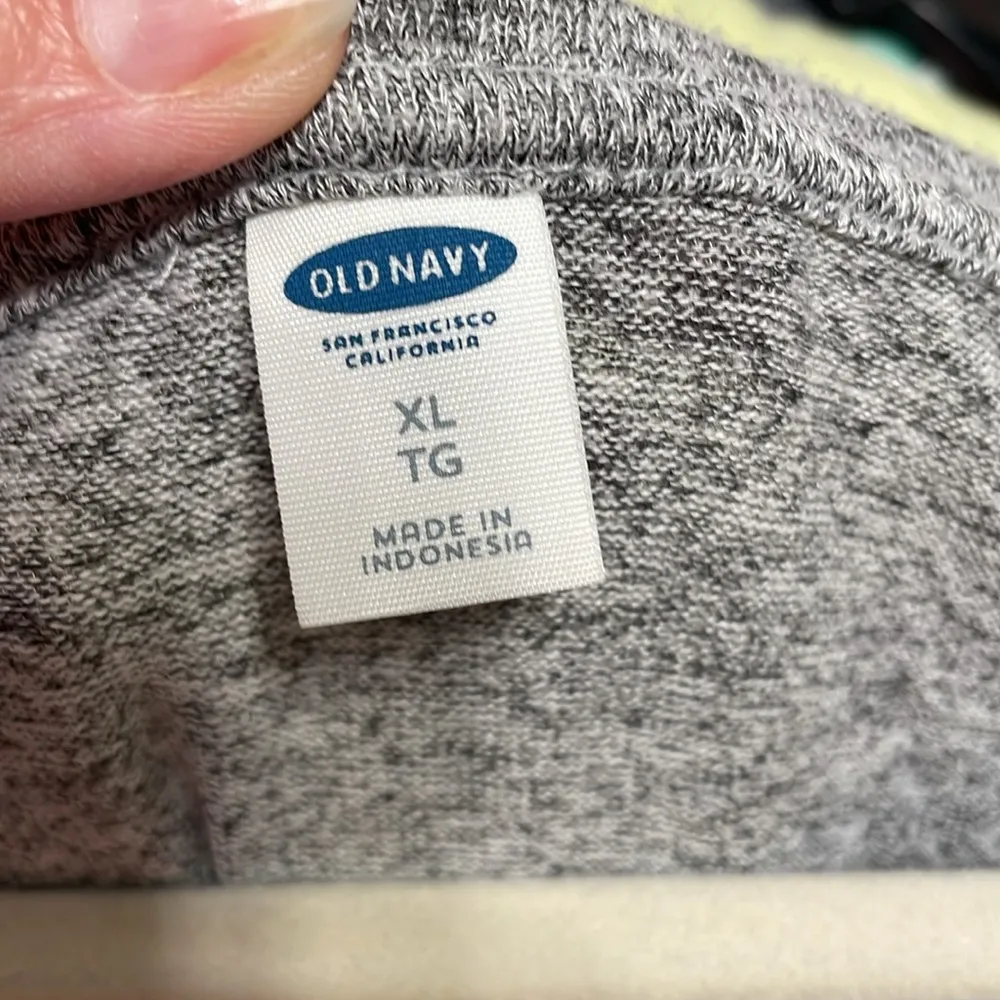 OLD NAVY
SAN FRANCISCO
CALIFORNIA
XL
TG
MADE IN
INDONESIA